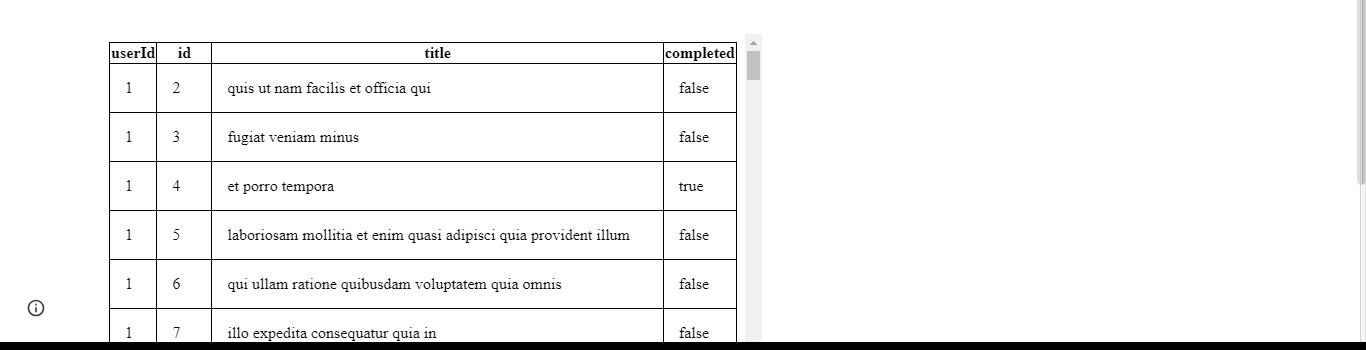 userId id title completed
1 2 quis ut nam facilis et officia qui false
1 3 fugiat veniam minus false
1 4 et porro tempora true
1 5 laboriosam mollitia et enim quasi adipisci quia provident illum false
1 6 qui ullam ratione quibusdam voluptatem quia omnis false
1 7 illo expedita consequatur quia in false